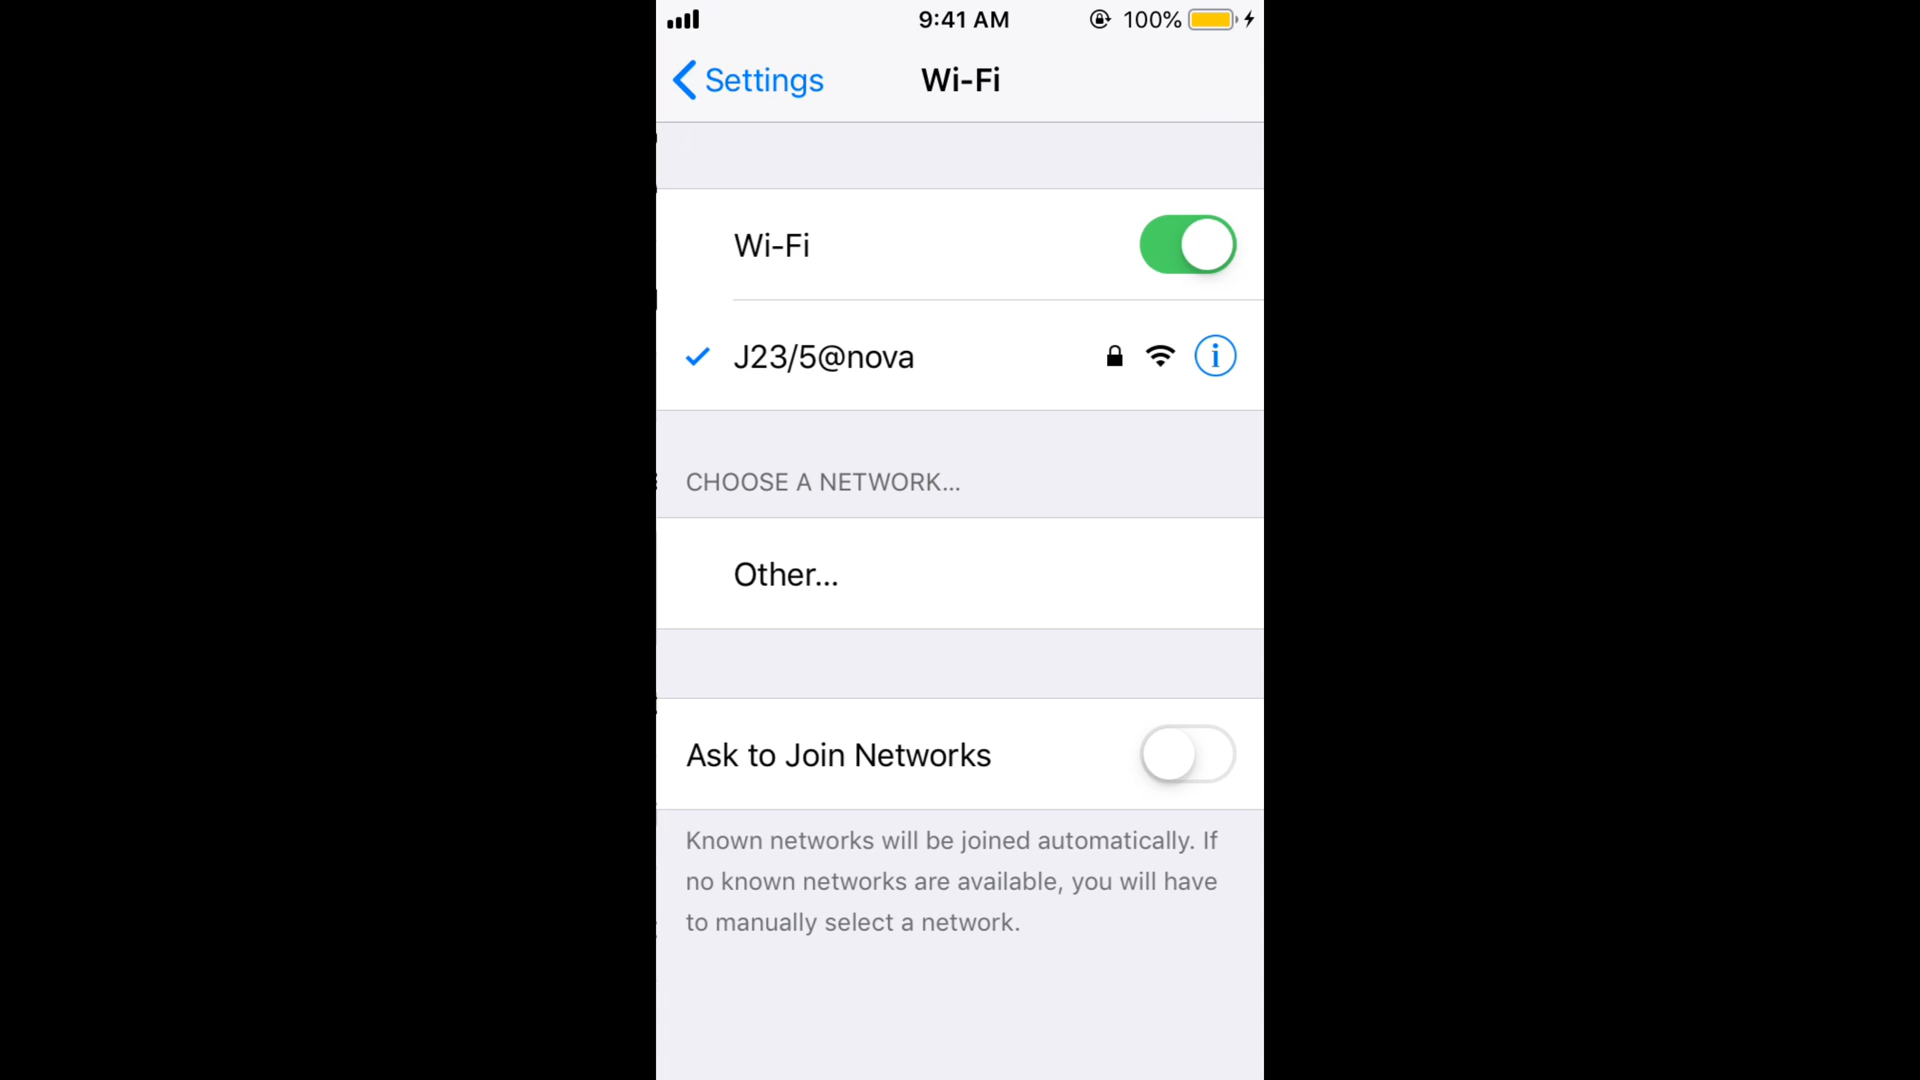 9:41 AM 100%
Settings Wi-Fi
Wi-Fi
J23/5@nova
CHOOSE A NETWORK...
Other...
Ask to Join Networks
Known networks will be joined automatically. If
no known networks are available, you will have
to manually select a network.